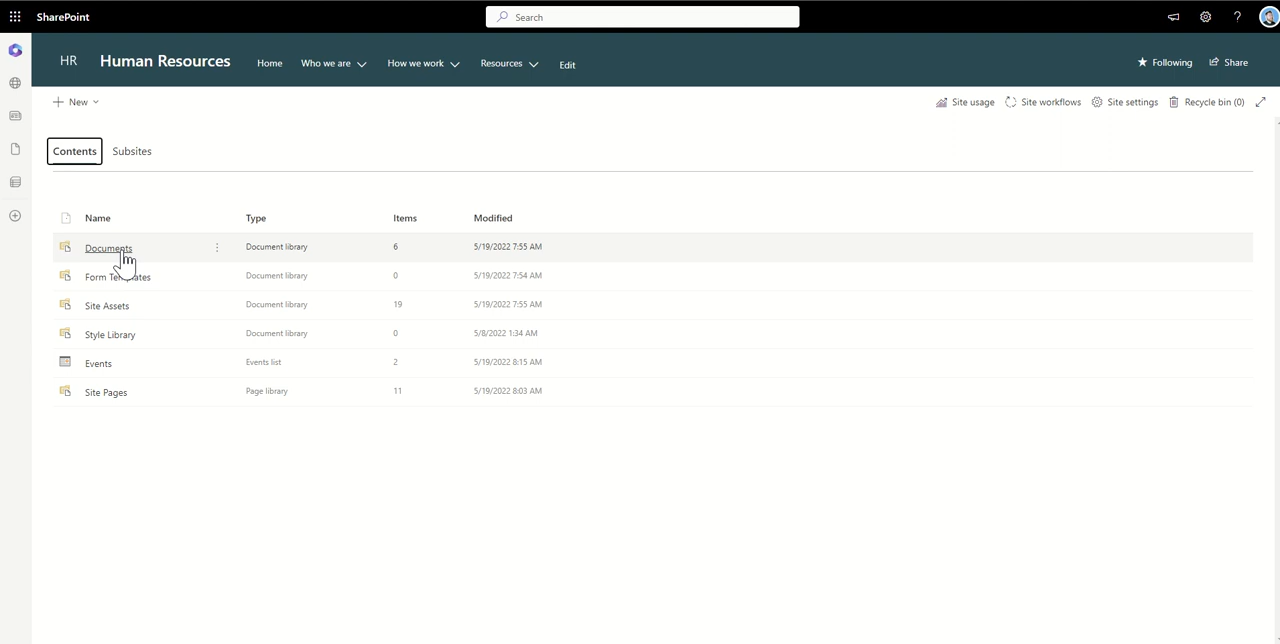 SharePoint Search
HR Human Resources Home Who we are How we work Resources Edit Following Share
New Site usage Site workflows Site settings Recycle bin (0)
Contents Subsites
Name Type Items Modified
Documents Document library 6 5/19/2022 7:55 AM
Form Templates Document library 0 5/19/2022 7:54 AM
Site Assets Document library 19 5/19/2022 7:55 AM
Style Library Document library 0 5/8/2022 1:34 AM
Events Events list 2 5/19/2022 8:15 AM
Site Pages Page library 11 5/19/2022 8:03 AM